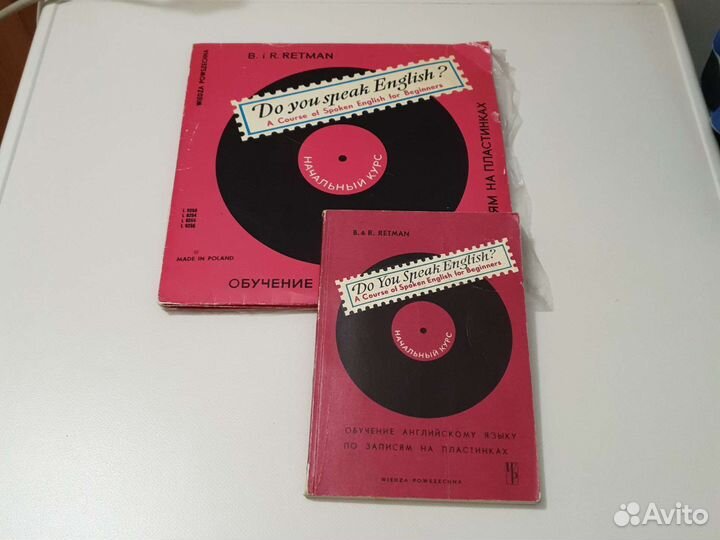 WIEDZA POWSZECHNA
B. i R. RETMAN
Do you speak English?
A Course of Spoken English for Beginners
НАЧАЛЬНЫЙ КУРС
ЯМ НА ПЛАСТИНКАХ
MADE IN POLAND
ОБУЧЕНИЕ
B. & R. RETMAN
Do You Speak English?
A Course of Spoken English for Beginners
НАЧАЛЬНЫЙ КУРС
ОБУЧЕНИЕ АНГЛИЙСКОМУ ЯЗЫКУ
ПО ЗАПИСЯМ НА ПЛАСТИНКАХ
WIEDZA POWSZECHNA
Avito